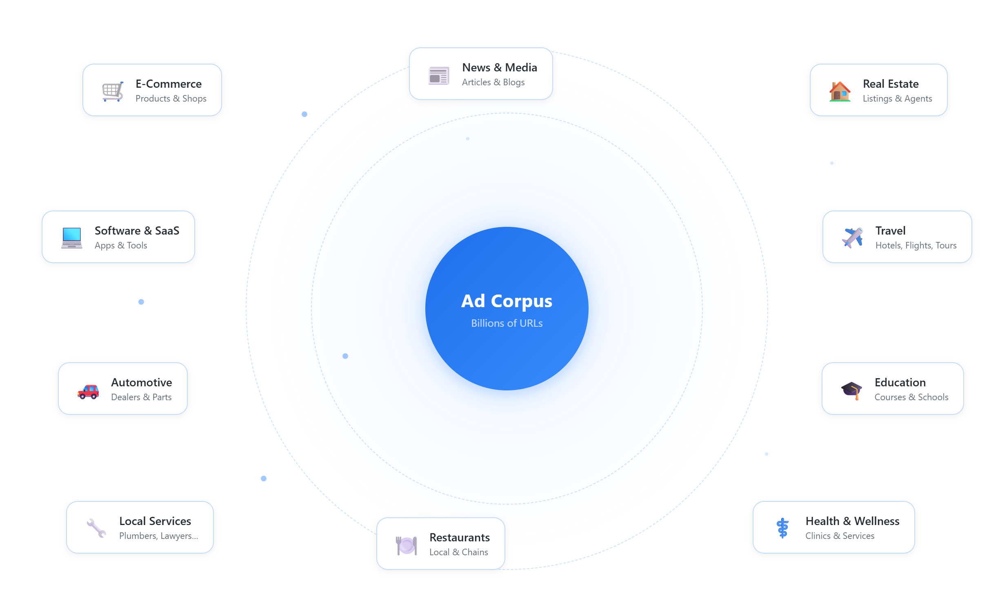 News & Media
Articles & Blogs
E-Commerce
Products & Shops
Real Estate
Listings & Agents
Software & SaaS
Apps & Tools
Travel
Hotels, Flights, Tours
Ad Corpus
Billions of URLs
Automotive
Dealers & Parts
Education
Courses & Schools
Local Services
Plumbers, Lawyers...
Health & Wellness
Clinics & Services
Restaurants
Local & Chains